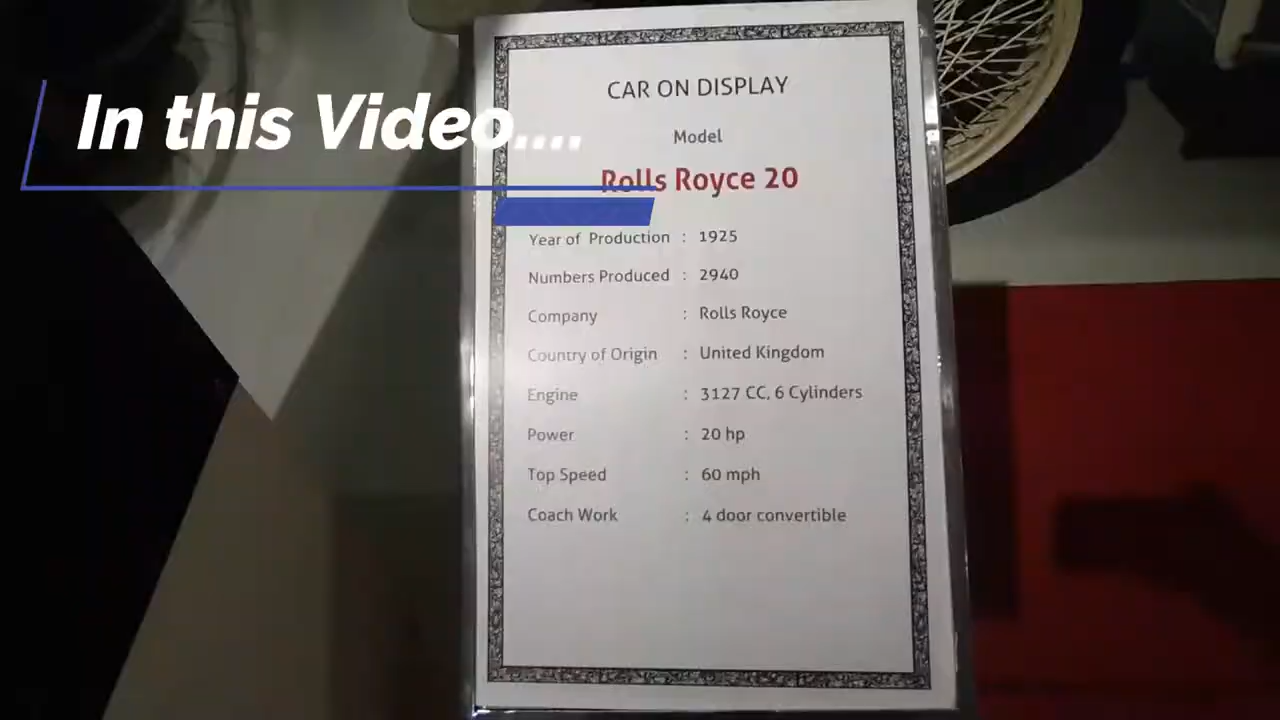 In this Video....
CAR ON DISPLAY
Model
Rolls Royce 20
Year of Production : 1925
Numbers Produced : 2940
Company : Rolls Royce
Country of Origin : United Kingdom
Engine : 3127 CC, 6 Cylinders
Power : 20 hp
Top Speed : 60 mph
Coach Work : 4 door convertible